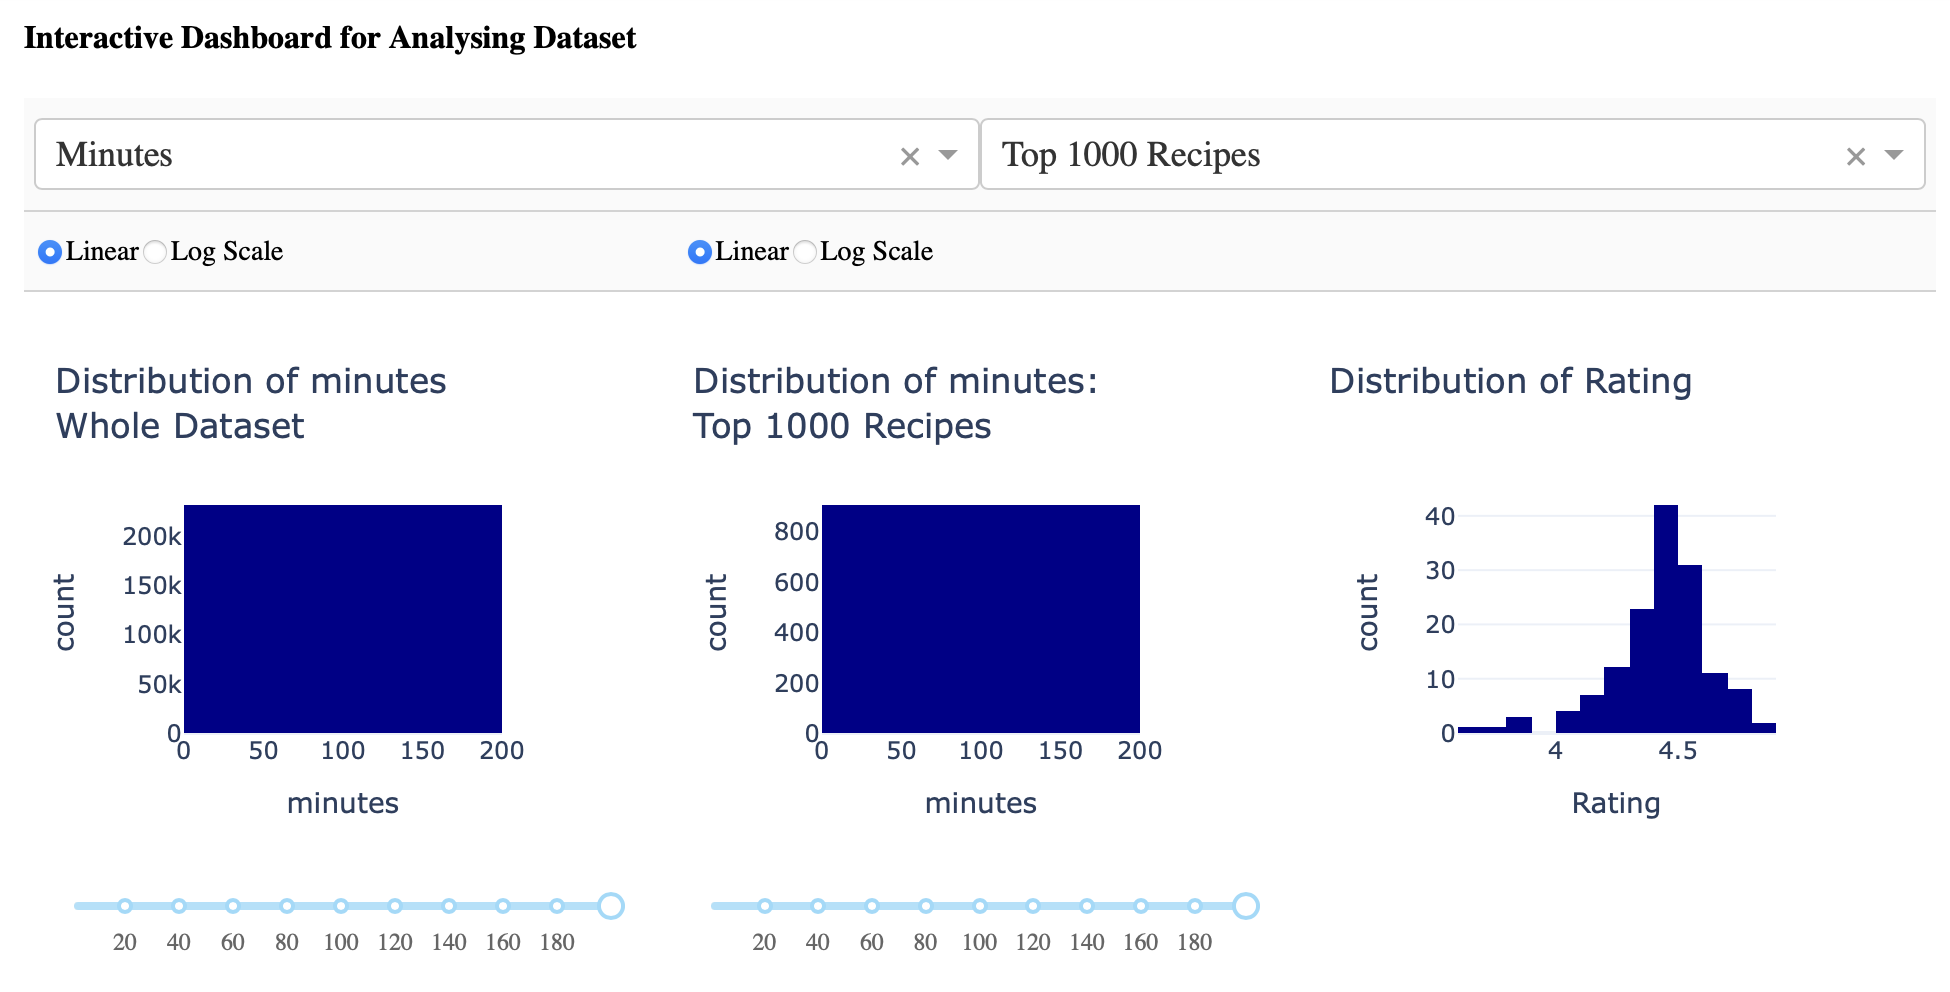 Interactive Dashboard for Analysing Dataset
Minutes
Top 1000 Recipes
Linear Log Scale
Linear Log Scale
Distribution of minutes
Whole Dataset
count
200k
150k
100k
50k
0
0 50 100 150 200
minutes
20 40 60 80 100 120 140 160 180
Distribution of minutes:
Top 1000 Recipes
count
800
600
400
200
0
0 50 100 150 200
minutes
20 40 60 80 100 120 140 160 180
Distribution of Rating
count
40
30
20
10
0
4 4.5
Rating